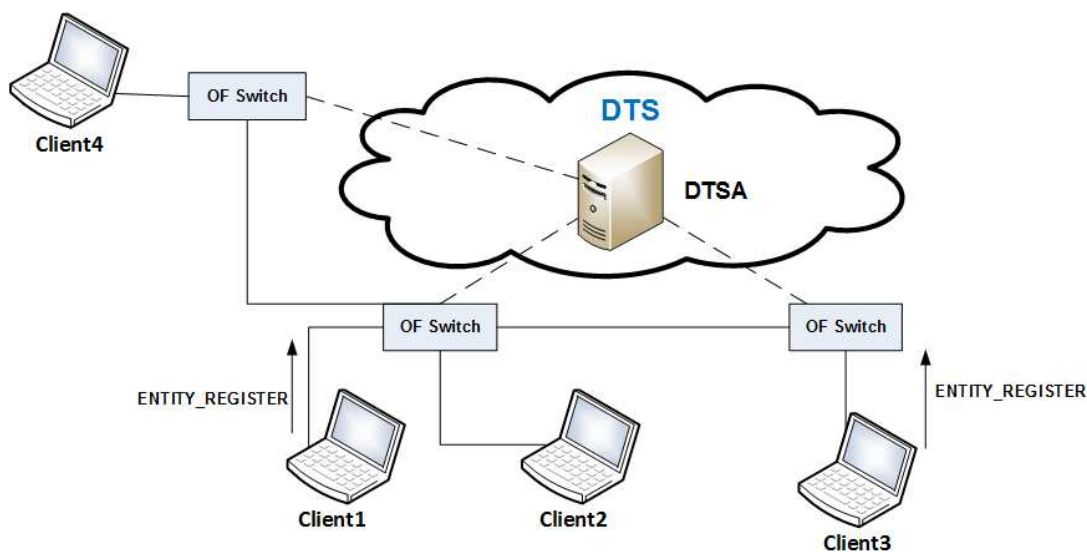 OF Switch
DTS
DTSA
Client4
OF Switch
OF Switch
ENTITY_REGISTER
ENTITY_REGISTER
Client1
Client2
Client3